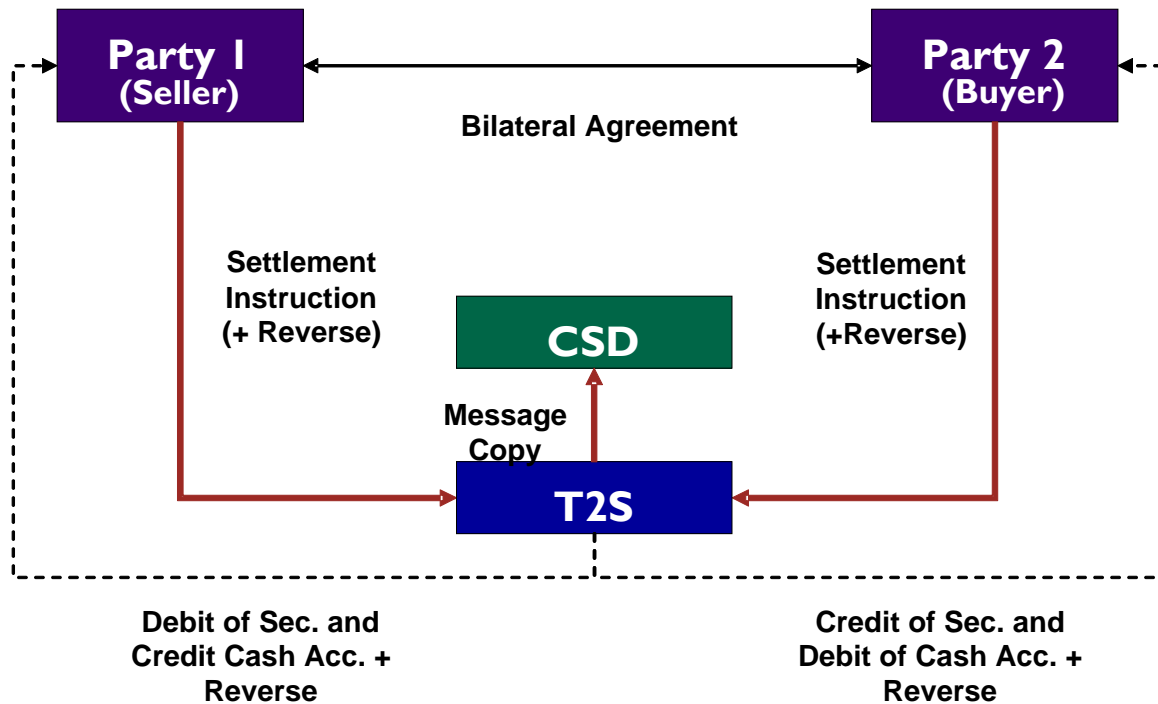 Party 1
(Seller)
Party 2
(Buyer)
Bilateral Agreement
Settlement
Instruction
(+ Reverse)
Settlement
Instruction
(+Reverse)
CSD
Message
Copy
T2S
Debit of Sec. and
Credit Cash Acc. +
Reverse
Credit of Sec. and
Debit of Cash Acc. +
Reverse